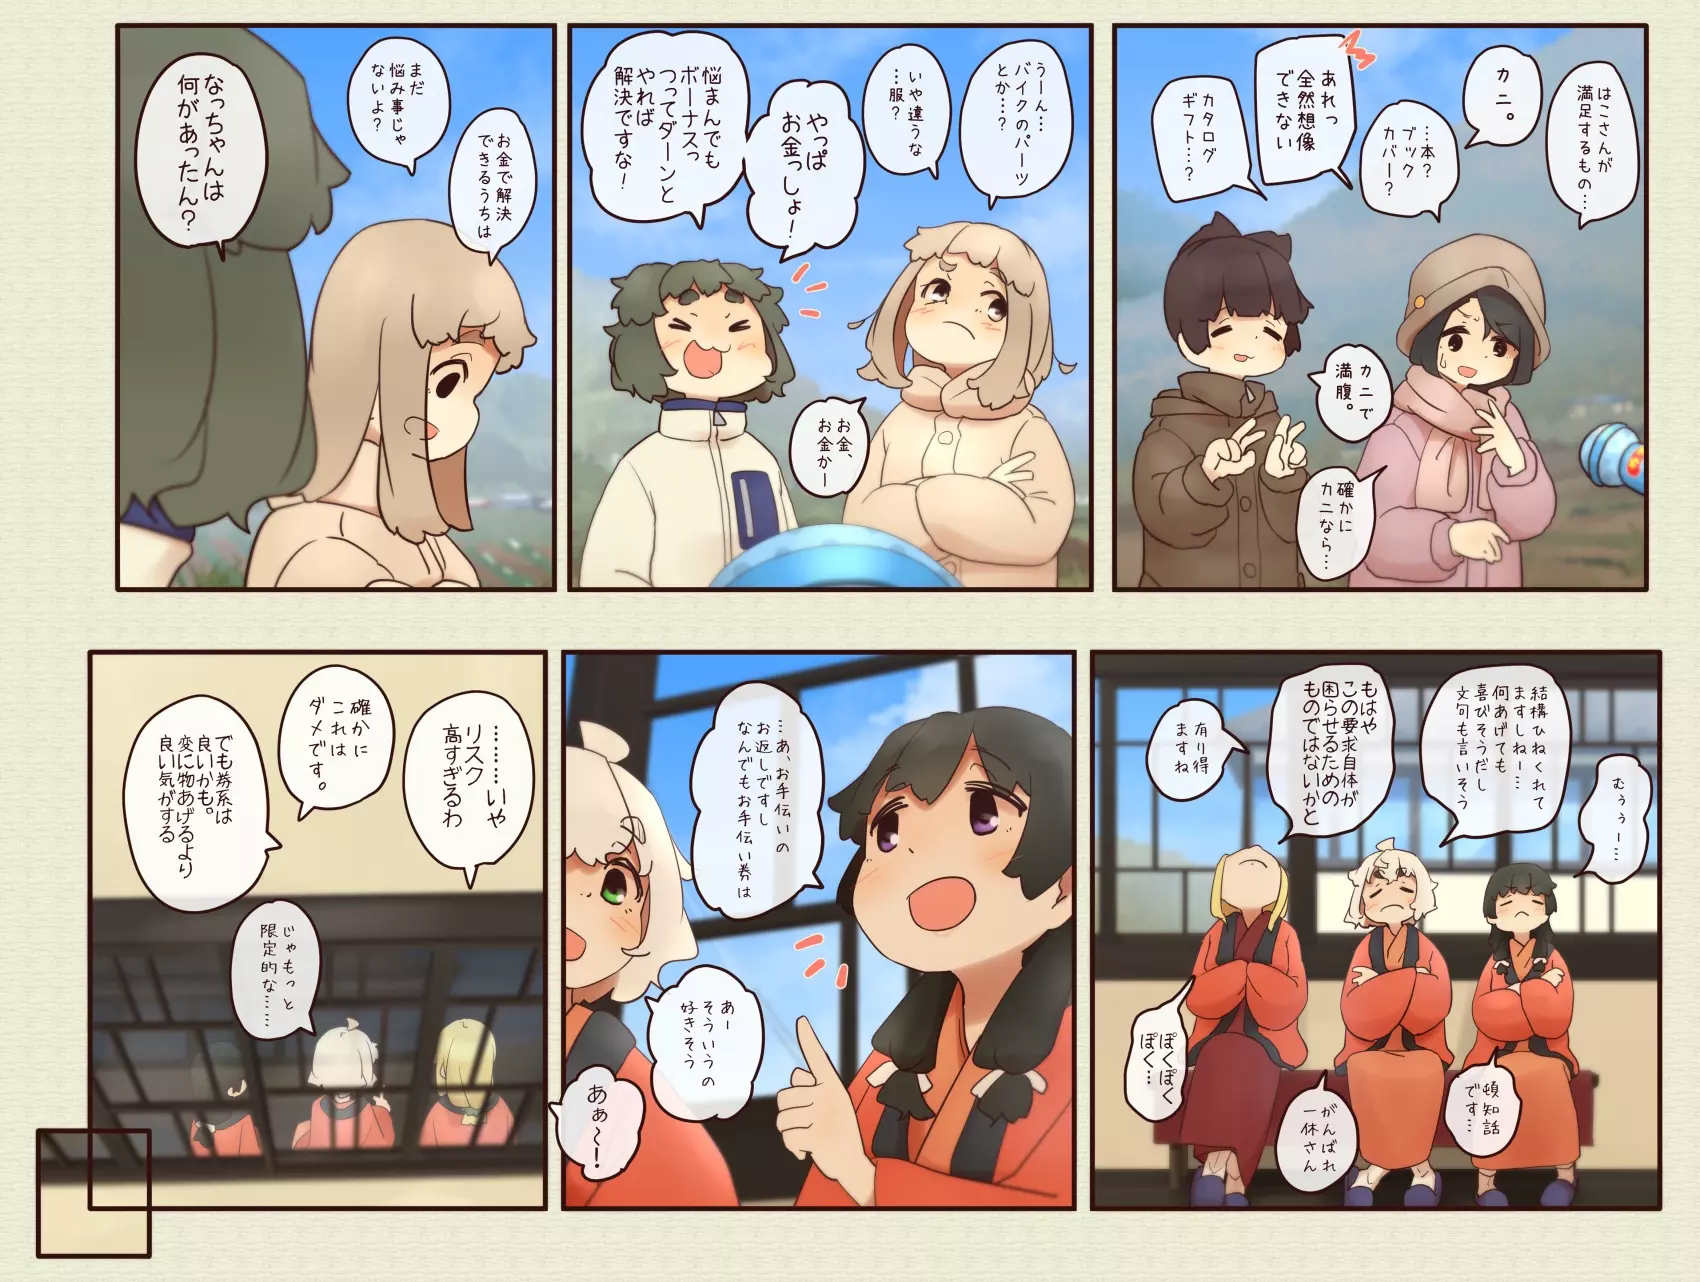 はこさんが
満足するもの…
カニ。
…本?
ブック
カバー?
あれっ
全然想像
できない
カタログ
ギフト…?
カニで
満腹。
確かに
カニなら…
うーん…
バイクのパーツ
とか…?
いや違うな
…服?
やっぱ
お金っしょ!
悩まんでも
ボーナスっ
つってダーンと
やれば
解決ですな!
お金、
お金かー
お金で解決
できるうちは
まだ
悩み事じゃ
ないよ?
なっちゃんは
何があったん?
むぅぅー…
結構ひねくれて
ますしねー…
何あげても
喜びそうだし
文句も言いそう
もはや
この要求自体が
困らせるための
ものではないかと
有り得
ますね
頓知話
です…
がんばれ
一休さん
ぽくぽく
ぽく…
…あ、お手伝いの
お返しですし
なんでもお手伝い券は
あー
そういうの
好きそう
あぁ〜!
………いや
リスク
高すぎるわ
確かに
これは
ダメです。
でも券系は
良いかも。
変に物あげるより
良い気がする
じゃもっと
限定的な……